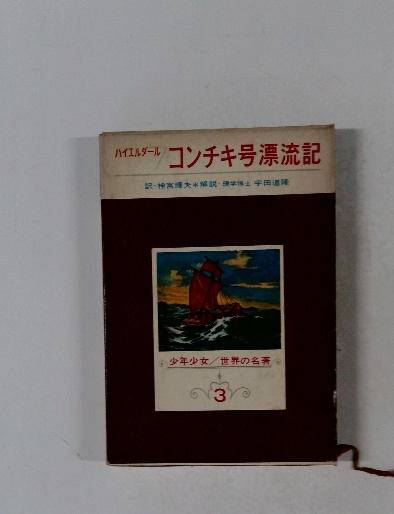 ハイエルダール コンチキ号漂流記
訳・神宮輝夫*解説・理学博士 宇田道隆
少年少女/世界の名著
3